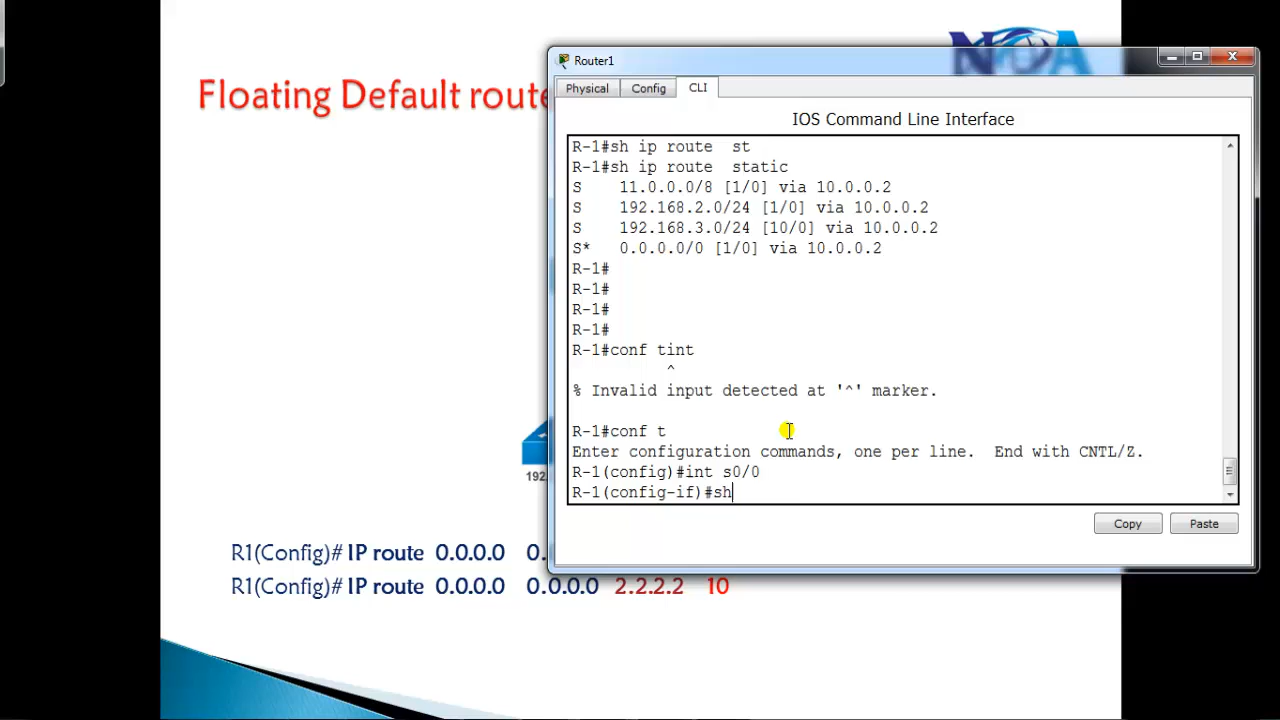 Floating Default route
Router1
Physical Config CLI
IOS Command Line Interface
R-1#sh ip route  st
R-1#sh ip route  static
S    11.0.0.0/8 [1/0] via 10.0.0.2
S    192.168.2.0/24 [1/0] via 10.0.0.2
S    192.168.3.0/24 [10/0] via 10.0.0.2
S*   0.0.0.0/0 [1/0] via 10.0.0.2
R-1#
R-1#
R-1#
R-1#
R-1#conf tint
^
% Invalid input detected at '^' marker.
R-1#conf t
Enter configuration commands, one per line.  End with CNTL/Z.
R-1(config)#int s0/0
R-1(config-if)#sh
Copy Paste
192
R1(Config)# IP route 0.0.0.0 0.
R1(Config)# IP route 0.0.0.0 0.0.0.0 2.2.2.2 10